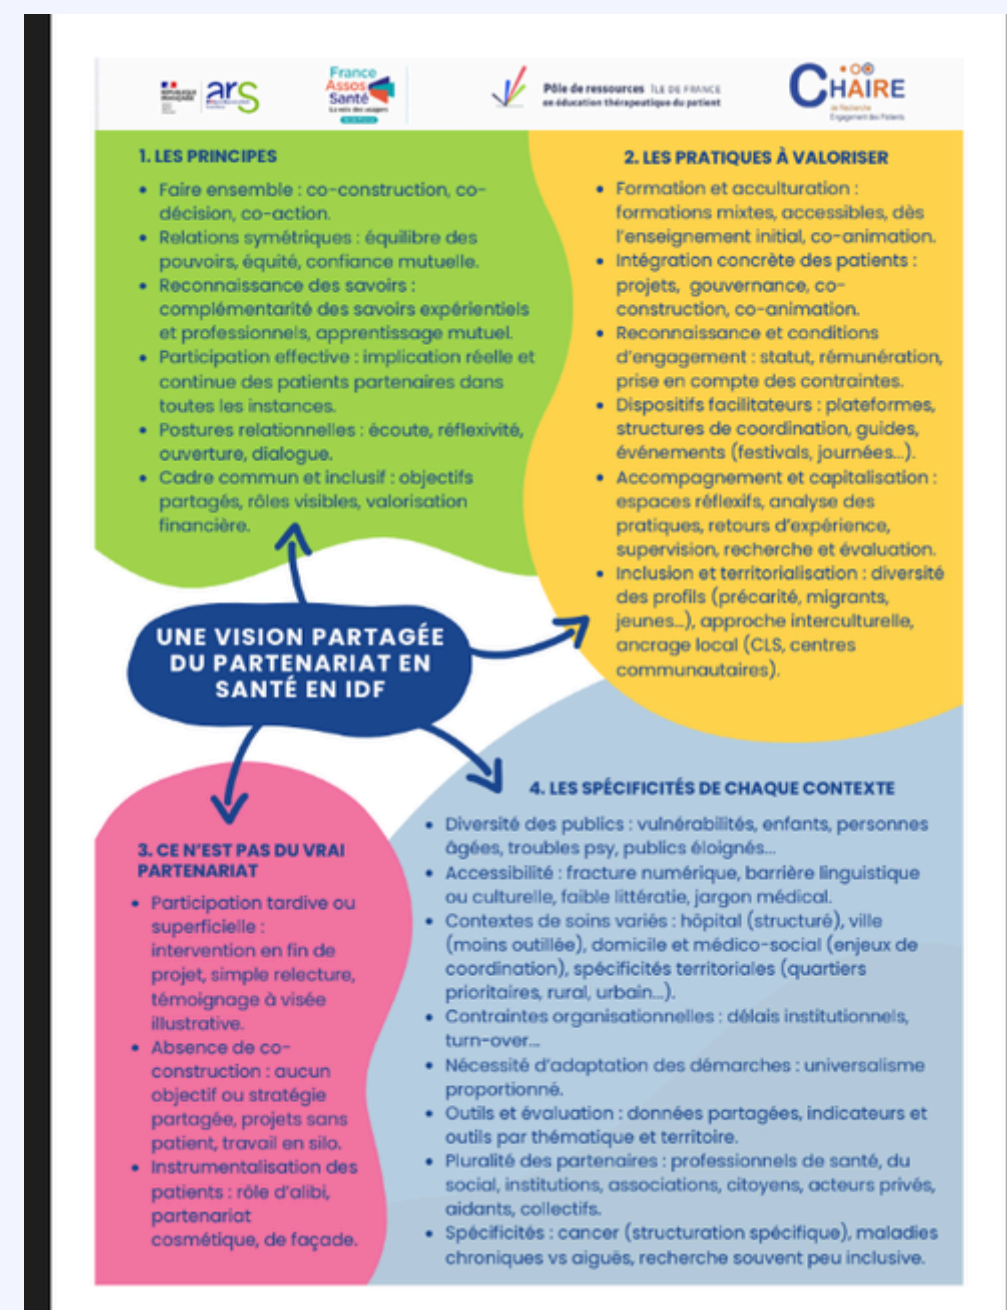 RÉPUBLIQUE
FRANÇAISE
ars
France
Assos
Santé
La voix des usagers
Pôle de ressources ÎLE DE FRANCE
en éducation thérapeutique du patient
CHAIRE
de Recherche
Engagement des Patients
1. LES PRINCIPES
• Faire ensemble : co-construction, co-
décision, co-action.
• Relations symétriques : équilibre des
pouvoirs, équité, confiance mutuelle.
• Reconnaissance des savoirs :
complémentarité des savoirs expérientiels
et professionnels, apprentissage mutuel.
• Participation effective : implication réelle et
continue des patients partenaires dans
toutes les instances.
• Postures relationnelles : écoute, réflexivité,
ouverture, dialogue.
• Cadre commun et inclusif : objectifs
partagés, rôles visibles, valorisation
financière.
2. LES PRATIQUES À VALORISER
• Formation et acculturation :
formations mixtes, accessibles, dès
l'enseignement initial, co-animation.
• Intégration concrète des patients :
projets, gouvernance, co-
construction, co-animation.
• Reconnaissance et conditions
d'engagement : statut, rémunération,
prise en compte des contraintes.
• Dispositifs facilitateurs : plateformes,
structures de coordination, guides,
événements (festivals, journées…).
• Accompagnement et capitalisation :
espaces réflexifs, analyse des
pratiques, retours d'expérience,
supervision, recherche et évaluation.
• Inclusion et territorialisation : diversité
des profils (précarité, migrants,
jeunes…), approche interculturelle,
ancrage local (CLS, centres
communautaires).
UNE VISION PARTAGÉE
DU PARTENARIAT EN
SANTÉ EN IDF
3. CE N'EST PAS DU VRAI
PARTENARIAT
• Participation tardive ou
superficielle :
intervention en fin de
projet, simple relecture,
témoignage à visée
illustrative.
• Absence de co-
construction : aucun
objectif ou stratégie
partagée, projets sans
patient, travail en silo.
• Instrumentalisation des
patients : rôle d'alibi,
partenariat
cosmétique, de façade.
4. LES SPÉCIFICITÉS DE CHAQUE CONTEXTE
• Diversité des publics : vulnérabilités, enfants, personnes
âgées, troubles psy, publics éloignés…
• Accessibilité : fracture numérique, barrière linguistique
ou culturelle, faible littératie, jargon médical.
• Contextes de soins variés : hôpital (structuré), ville
(moins outillée), domicile et médico-social (enjeux de
coordination), spécificités territoriales (quartiers
prioritaires, rural, urbain…).
• Contraintes organisationnelles : délais institutionnels,
turn-over…
• Nécessité d'adaptation des démarches : universalisme
proportionné.
• Outils et évaluation : données partagées, indicateurs et
outils par thématique et territoire.
• Pluralité des partenaires : professionnels de santé, du
social, institutions, associations, citoyens, acteurs privés,
aidants, collectifs.
• Spécificités : cancer (structuration spécifique), maladies
chroniques vs aiguës, recherche souvent peu inclusive.